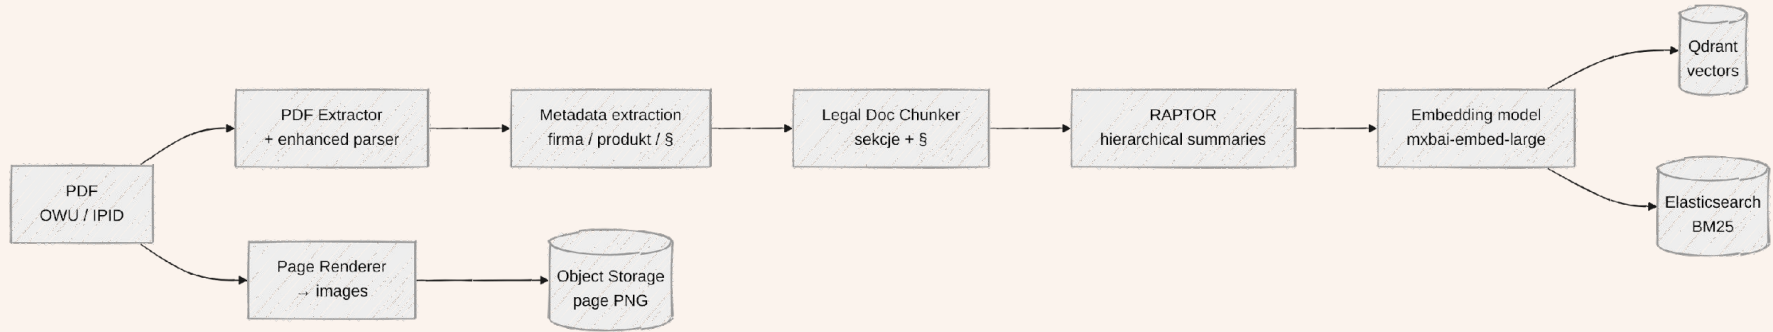 PDF
OWU / IPID
PDF Extractor
+ enhanced parser
Metadata extraction
firma / produkt / §
Legal Doc Chunker
sekcje + §
RAPTOR
hierarchical summaries
Embedding model
mxbai-embed-large
Qdrant
vectors
Elasticsearch
BM25
Page Renderer
→ images
Object Storage
page PNG